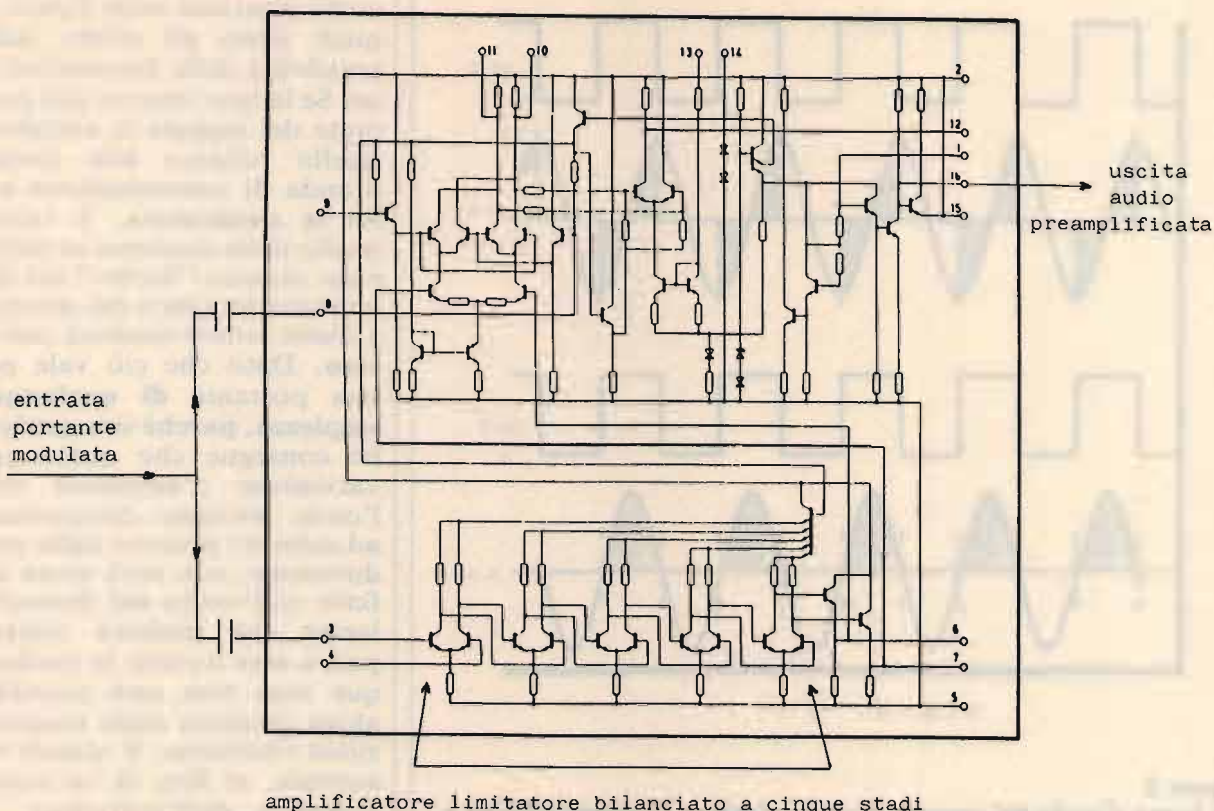 11
10
13
14
2
12
1
16
15
9
8
uscita
audio
preamplificata
entrata
portante
modulata
3
4
6
7
5
amplificatore limitatore bilanciato a cinque stadi